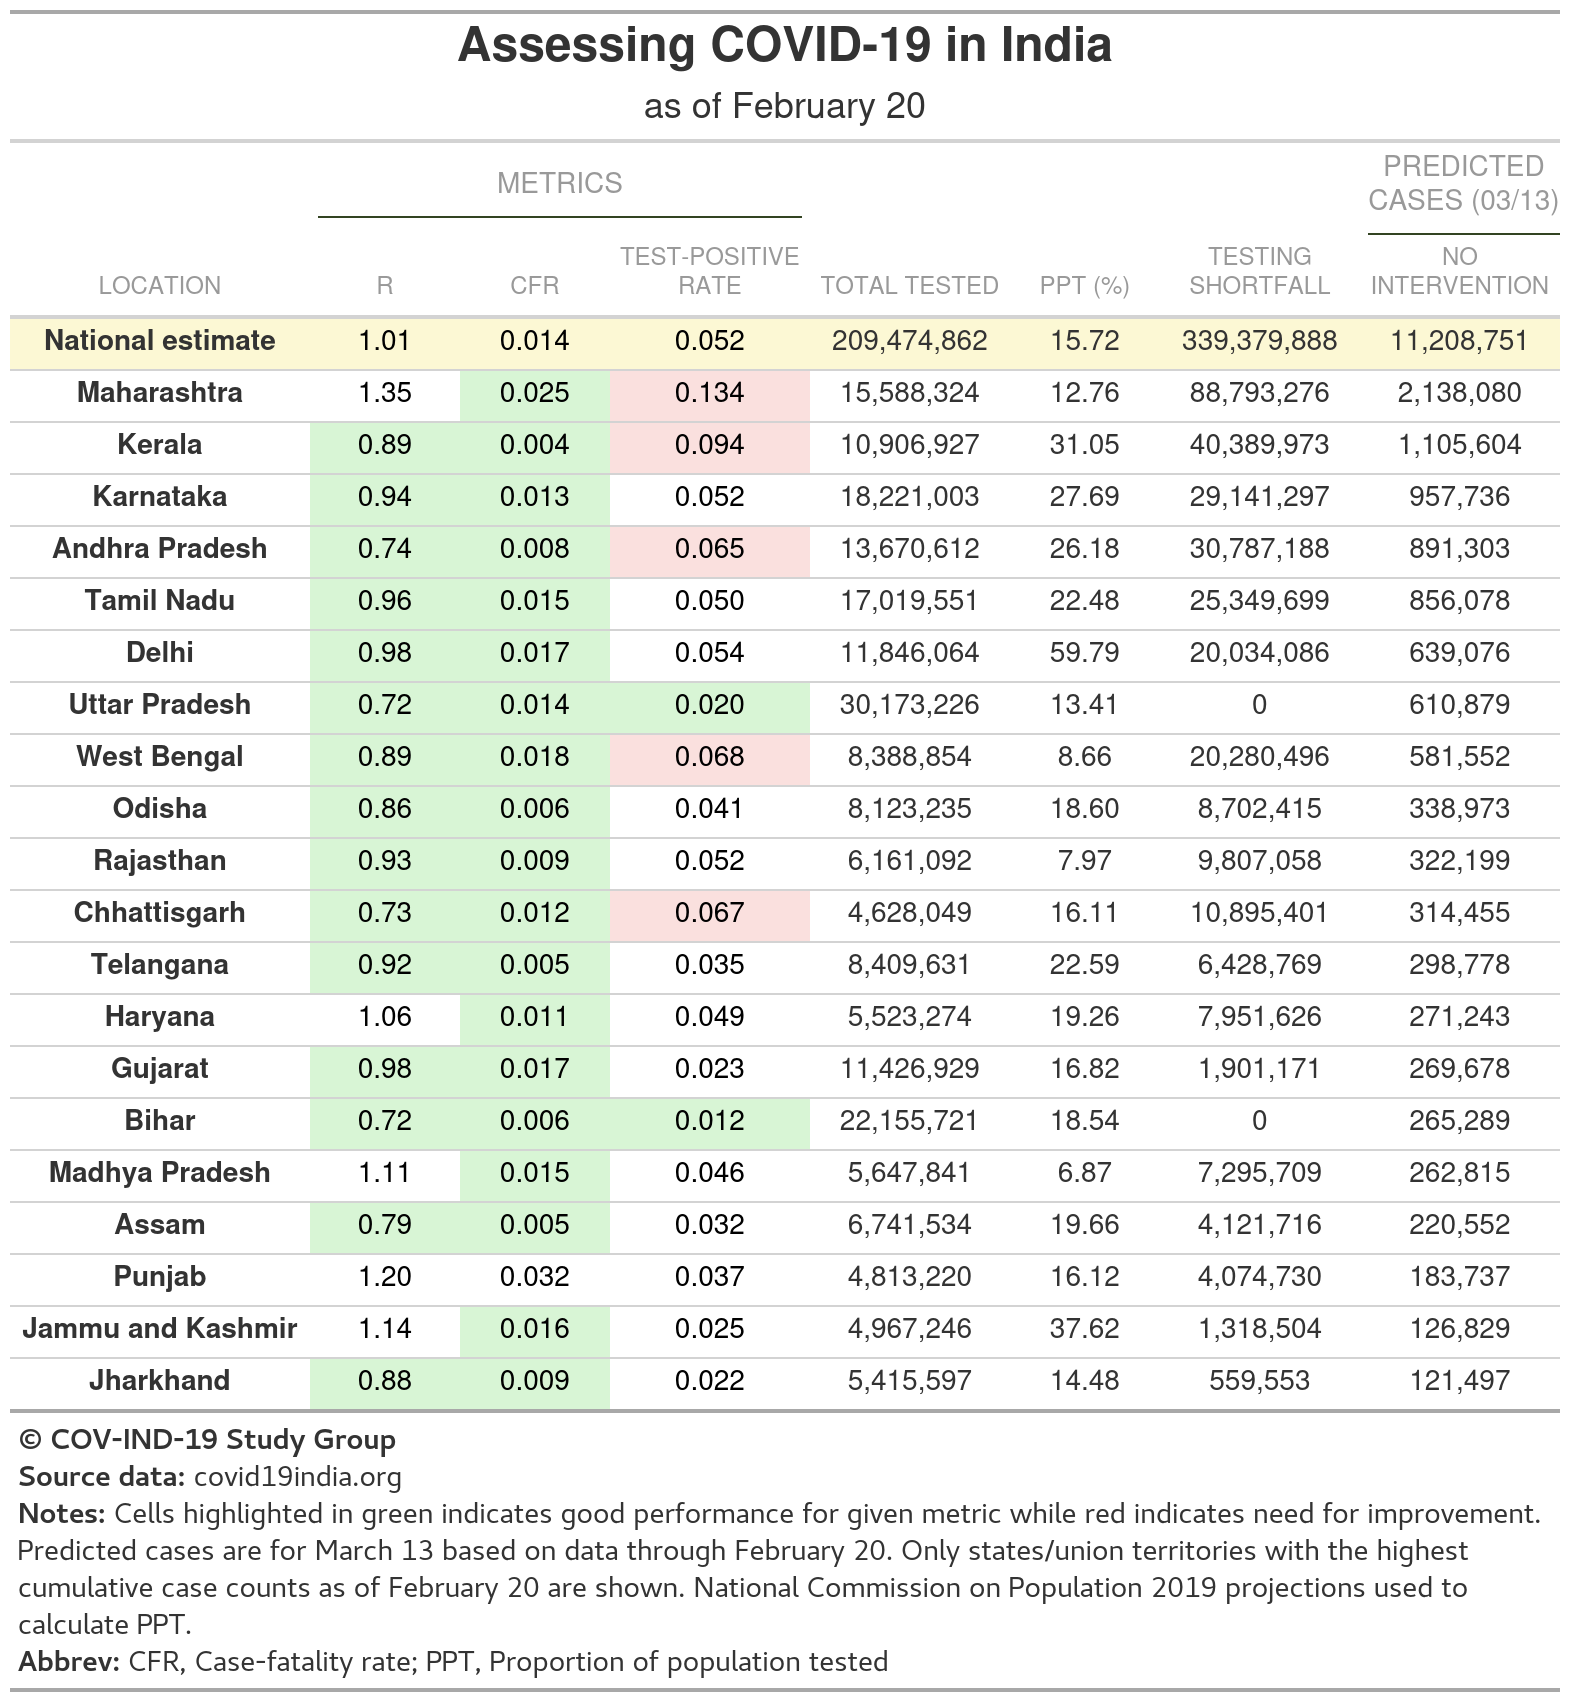 Assessing COVID-19 in India
as of February 20
METRICS
PREDICTED
CASES (03/13)
LOCATION R CFR TEST-POSITIVE RATE TOTAL TESTED PPT (%) TESTING SHORTFALL NO INTERVENTION
National estimate 1.01 0.014 0.052 209,474,862 15.72 339,379,888 11,208,751
Maharashtra 1.35 0.025 0.134 15,588,324 12.76 88,793,276 2,138,080
Kerala 0.89 0.004 0.094 10,906,927 31.05 40,389,973 1,105,604
Karnataka 0.94 0.013 0.052 18,221,003 27.69 29,141,297 957,736
Andhra Pradesh 0.74 0.008 0.065 13,670,612 26.18 30,787,188 891,303
Tamil Nadu 0.96 0.015 0.050 17,019,551 22.48 25,349,699 856,078
Delhi 0.98 0.017 0.054 11,846,064 59.79 20,034,086 639,076
Uttar Pradesh 0.72 0.014 0.020 30,173,226 13.41 0 610,879
West Bengal 0.89 0.018 0.068 8,388,854 8.66 20,280,496 581,552
Odisha 0.86 0.006 0.041 8,123,235 18.60 8,702,415 338,973
Rajasthan 0.93 0.009 0.052 6,161,092 7.97 9,807,058 322,199
Chhattisgarh 0.73 0.012 0.067 4,628,049 16.11 10,895,401 314,455
Telangana 0.92 0.005 0.035 8,409,631 22.59 6,428,769 298,778
Haryana 1.06 0.011 0.049 5,523,274 19.26 7,951,626 271,243
Gujarat 0.98 0.017 0.023 11,426,929 16.82 1,901,171 269,678
Bihar 0.72 0.006 0.012 22,155,721 18.54 0 265,289
Madhya Pradesh 1.11 0.015 0.046 5,647,841 6.87 7,295,709 262,815
Assam 0.79 0.005 0.032 6,741,534 19.66 4,121,716 220,552
Punjab 1.20 0.032 0.037 4,813,220 16.12 4,074,730 183,737
Jammu and Kashmir 1.14 0.016 0.025 4,967,246 37.62 1,318,504 126,829
Jharkhand 0.88 0.009 0.022 5,415,597 14.48 559,553 121,497
© COV-IND-19 Study Group
Source data: covid19india.org
Notes: Cells highlighted in green indicates good performance for given metric while red indicates need for improvement.
Predicted cases are for March 13 based on data through February 20. Only states/union territories with the highest
cumulative case counts as of February 20 are shown. National Commission on Population 2019 projections used to
calculate PPT.
Abbrev: CFR, Case-fatality rate; PPT, Proportion of population tested